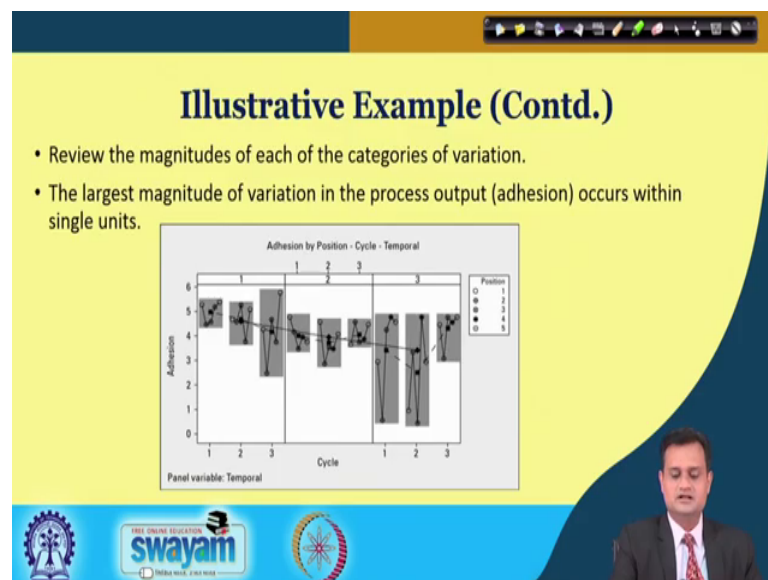 Illustrative Example (Contd.)
• Review the magnitudes of each of the categories of variation.
• The largest magnitude of variation in the process output (adhesion) occurs within
single units.
Adhesion by Position - Cycle - Temporal
1 2 3
1 2 3
Position
1
2
3
4
5
6
5
4
3
2
1
0
Adhesion
1 2 3 1 2 3
Cycle
Panel variable: Temporal
FREE ONLINE EDUCATION
swayam